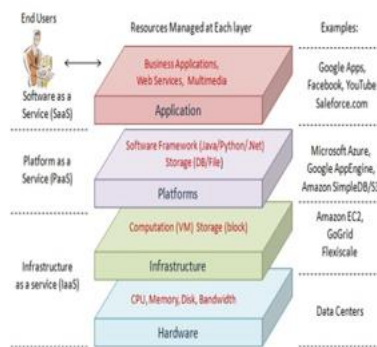 End Users
Resources Managed at Each layer
Examples:
Business Applications,
Web Services, Multimedia
Application
Software as a
Service (SaaS)
Google Apps,
Facebook, YouTube
Saleforce.com
Software Framework (Java/Python/.Net)
Storage (DB/File)
Platforms
Platform as a
Service (PaaS)
Microsoft Azure,
Google AppEngine,
Amazon SimpleDB/S3
Computation (VM) Storage (block)
Infrastructure
Amazon EC2,
GoGrid
Flexiscale
Infrastructure
as a service (IaaS)
CPU, Memory, Disk, Bandwidth
Hardware
Data Centers